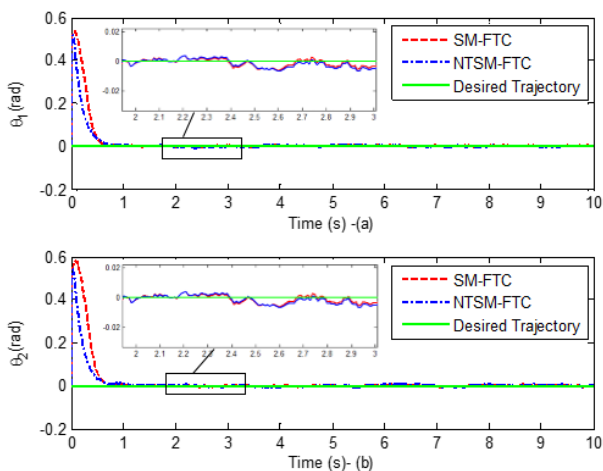 0.6
0.4
0.2
0
-0.2
θ1(rad)
0.02
0
-0.02
2 2.1 2.2 2.3 2.4 2.5 2.6 2.7 2.8 2.9 3
SM-FTC
NTSM-FTC
Desired Trajectory
0 1 2 3 4 5 6 7 8 9 10
Time (s) -(a)
0.6
0.4
0.2
0
-0.2
θ2(rad)
0.02
0
-0.02
2 2.1 2.2 2.3 2.4 2.5 2.6 2.7 2.8 2.9 3
SM-FTC
NTSM-FTC
Desired Trajectory
0 1 2 3 4 5 6 7 8 9 10
Time (s)- (b)